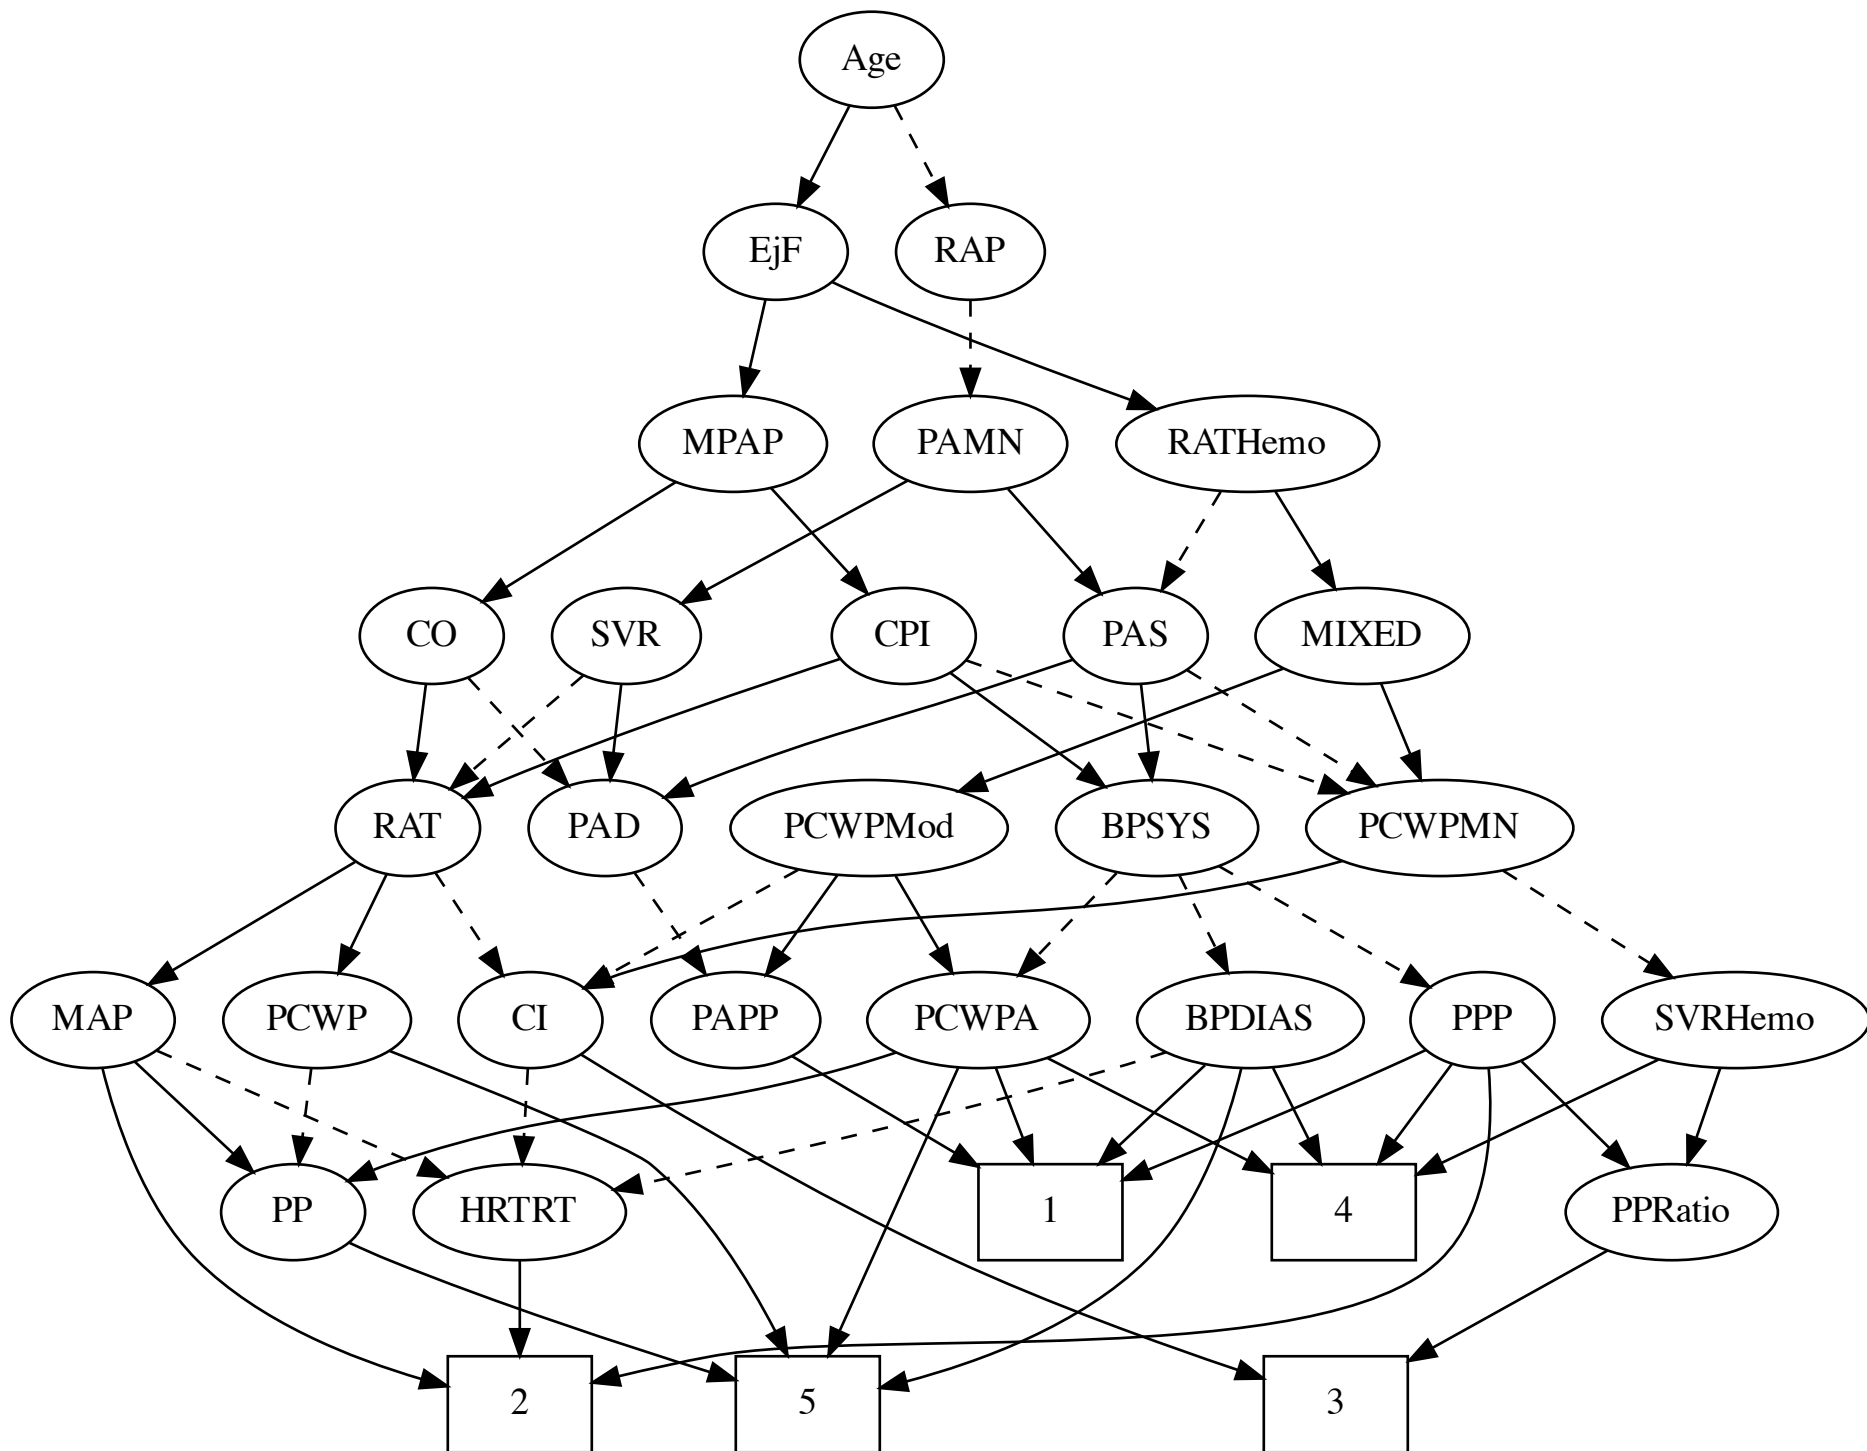 Age
EjF
RAP
MPAP
PAMN
RATHemo
CO
SVR
CPI
PAS
MIXED
RAT
PAD
PCWPMod
BPSYS
PCWPMN
MAP
PCWP
CI
PAPP
PCWPA
BPDIAS
PPP
SVRHemo
PP
HRTRT
1
4
PPRatio
2
5
3